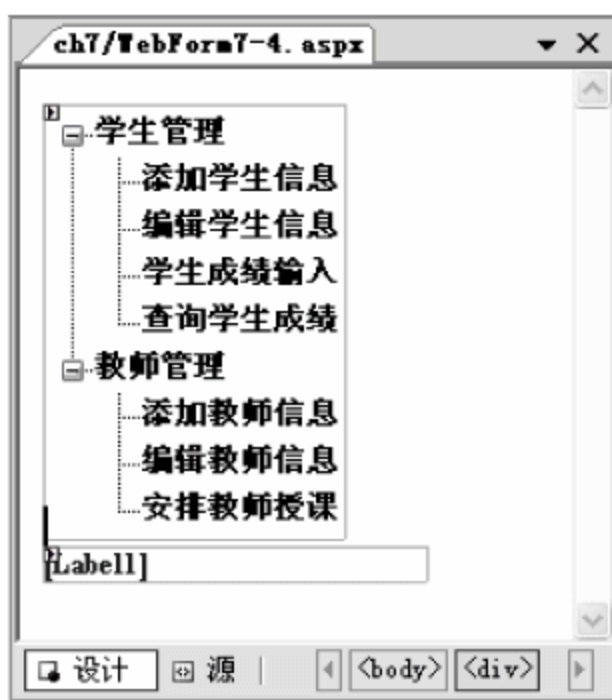 ch7/WebForm7-4.aspx
学生管理
添加学生信息
编辑学生信息
学生成绩输入
查询学生成绩
教师管理
添加教师信息
编辑教师信息
安排教师授课
[Label1]
设计 源 <body> <div>